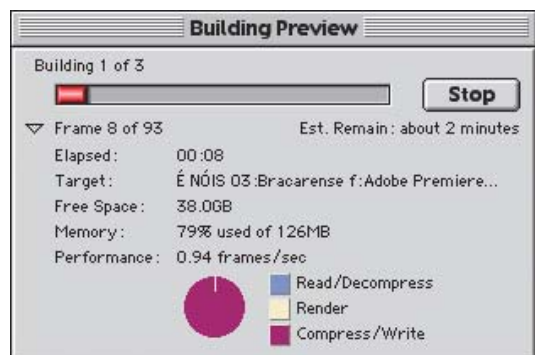 Building Preview
Building 1 of 3
Stop
Frame 8 of 93 Est. Remain: about 2 minutes
Elapsed: 00:08
Target: É NÓIS 03:Bracarense f:Adobe Premiere...
Free Space: 38.0GB
Memory: 79% used of 126MB
Performance: 0.94 frames/sec
Read/Decompress
Render
Compress/Write